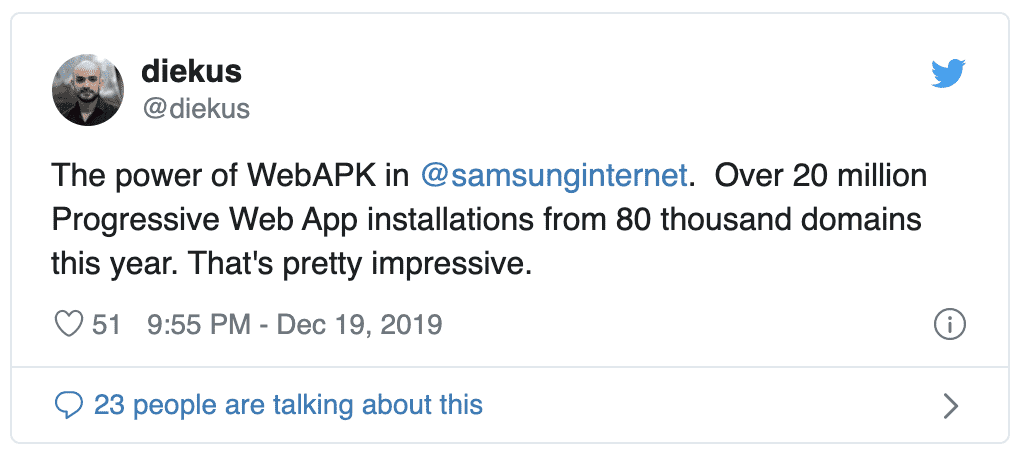 diekus
@diekus
The power of WebAPK in @samsunginternet.  Over 20 million
Progressive Web App installations from 80 thousand domains
this year. That's pretty impressive.
51 9:55 PM - Dec 19, 2019
23 people are talking about this